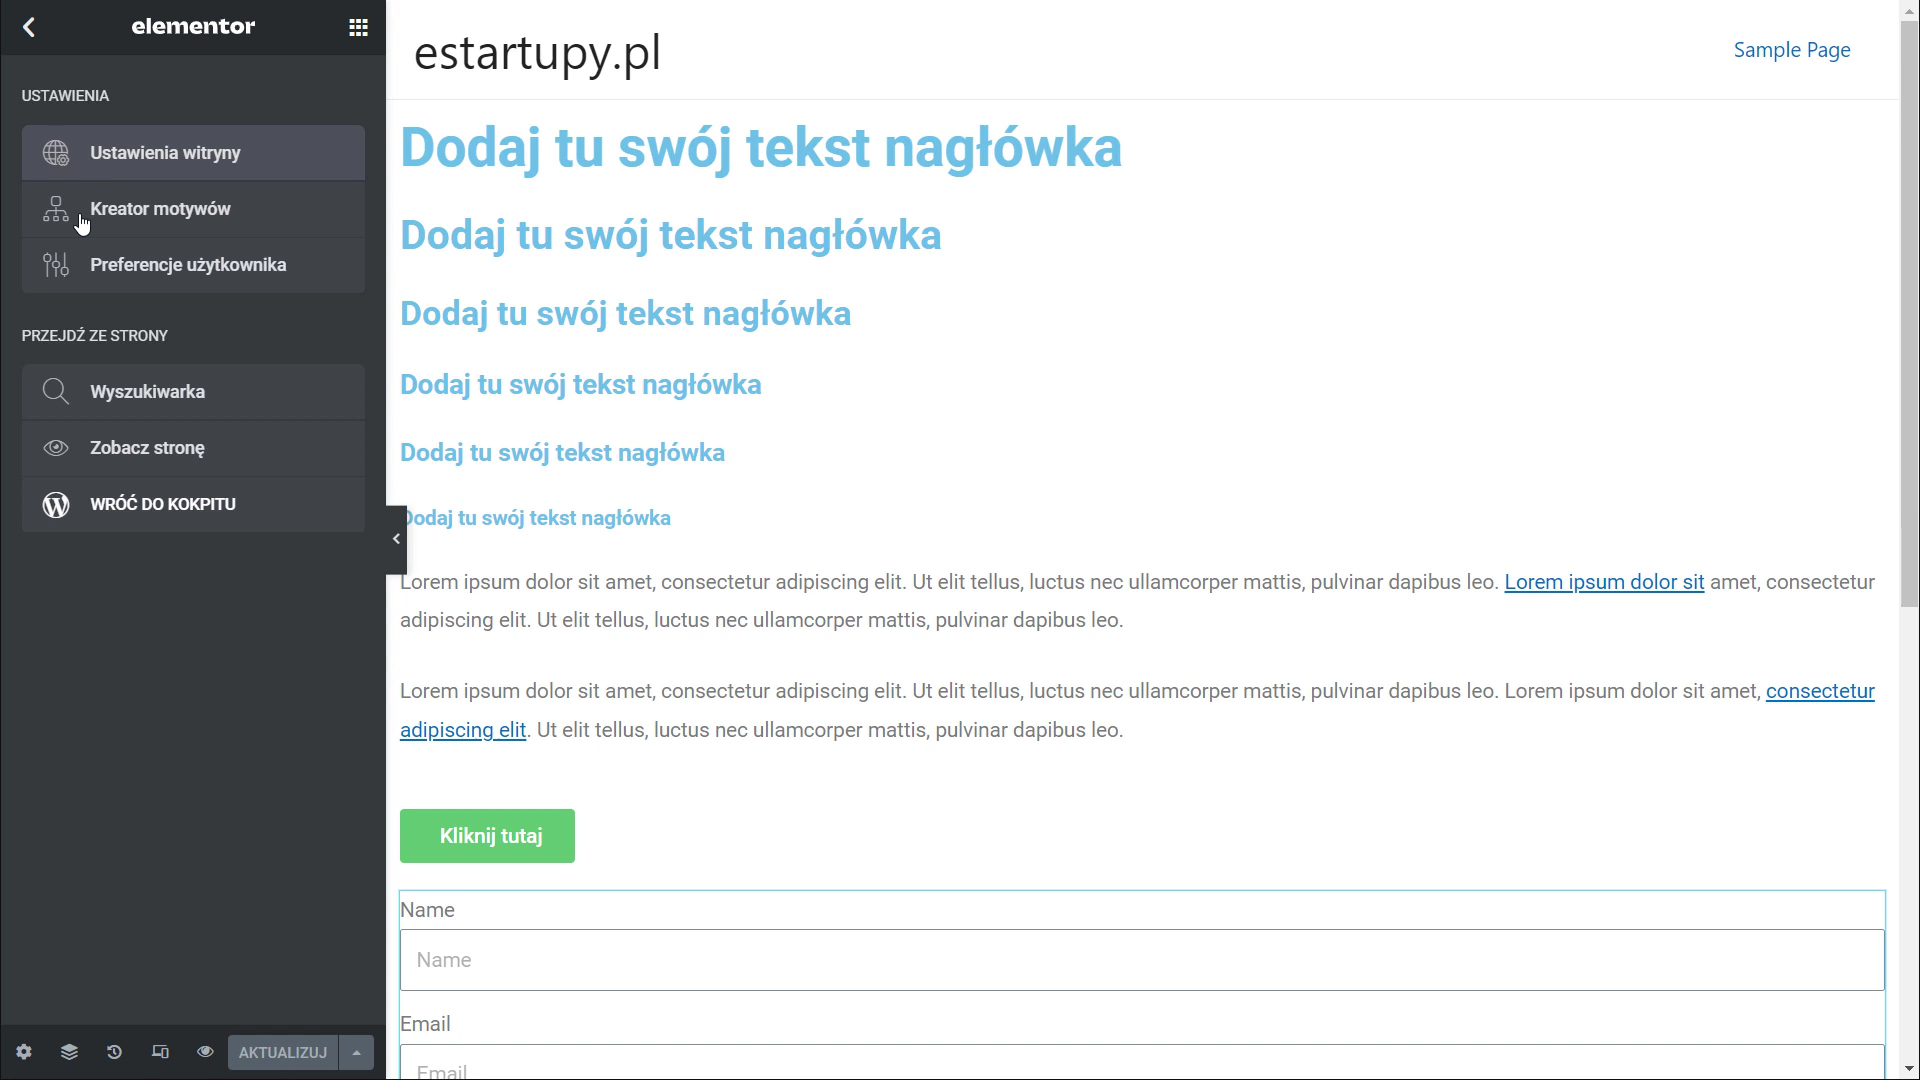 elementor
USTAWIENIA
Ustawienia witryny
Kreator motywów
Preferencje użytkownika
PRZEJDŹ ZE STRONY
Wyszukiwarka
Zobacz stronę
WRÓĆ DO KOKPITU
AKTUALIZUJ
estartupy.pl
Sample Page
Dodaj tu swój tekst nagłówka
Dodaj tu swój tekst nagłówka
Dodaj tu swój tekst nagłówka
Dodaj tu swój tekst nagłówka
Dodaj tu swój tekst nagłówka
Dodaj tu swój tekst nagłówka
Lorem ipsum dolor sit amet, consectetur adipiscing elit. Ut elit tellus, luctus nec ullamcorper mattis, pulvinar dapibus leo. Lorem ipsum dolor sit amet, consectetur
adipiscing elit. Ut elit tellus, luctus nec ullamcorper mattis, pulvinar dapibus leo.
Lorem ipsum dolor sit amet, consectetur adipiscing elit. Ut elit tellus, luctus nec ullamcorper mattis, pulvinar dapibus leo. Lorem ipsum dolor sit amet, consectetur
adipiscing elit. Ut elit tellus, luctus nec ullamcorper mattis, pulvinar dapibus leo.
Kliknij tutaj
Name
Name
Email
Email